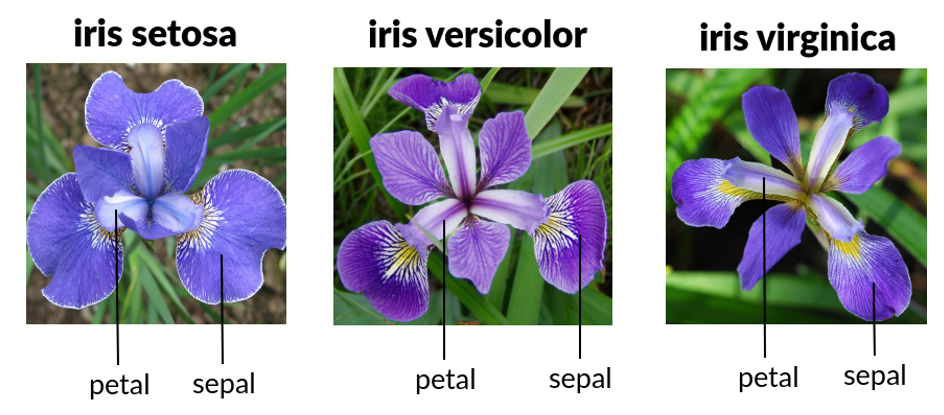 iris setosa
iris versicolor
iris virginica
petal
sepal
petal
sepal
petal
sepal